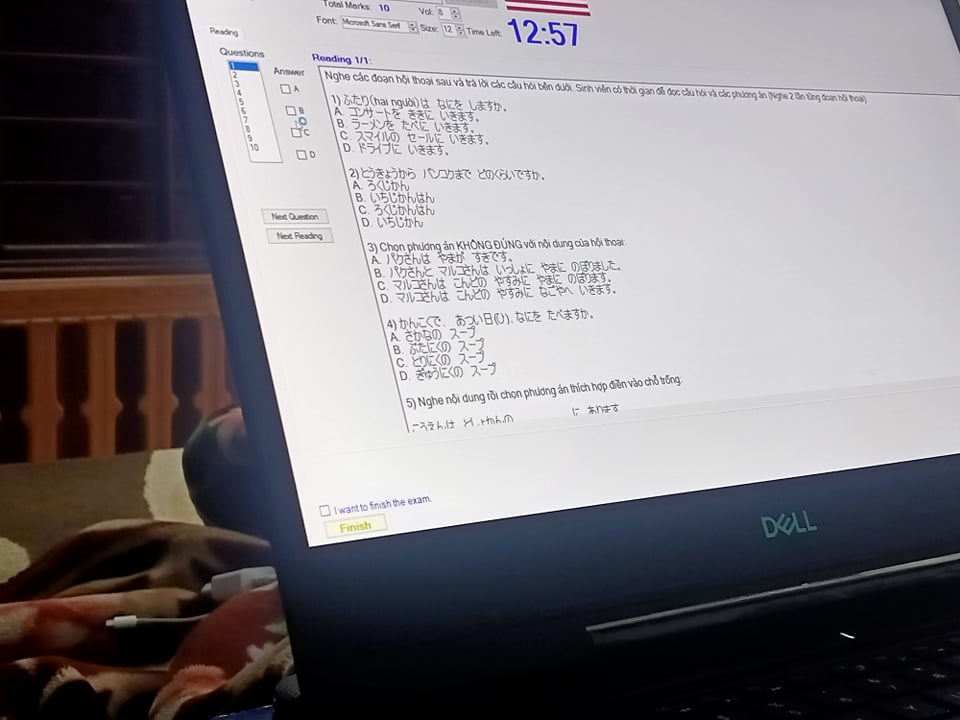 Total Marks: 10
Vol: 8
Font: Microsoft Sans Serif Size: 12 Time Left: 12:57
Reading
Questions
1
2
3
4
5
6
7
8
9
10
Answer
A
B
C
D
Next Question
Next Reading
Reading 1/1:
Nghe các đoạn hội thoại sau và trả lời các câu hỏi bên dưới. Sinh viên có thời gian để đọc câu hỏi và các phương án (Nghe 2 lần từng đoạn hội thoại)
1) ふたり(hai người)は なにを しますか。
A. コンサートを ききに いきます。
B. ラーメンを たべに いきます。
C. スマイルの セールに いきます。
D. ドライブに いきます。
2) とうきょうから バンコクまで どのくらいですか。
A. ろくじかん
B. いちじかんはん
C. ろくじかんはん
D. いちじかん
3) Chọn phương án KHÔNG ĐÚNG với nội dung của hội thoại:
A. パクさんは やまが すきです。
B. パクさんと マルコさんは いっしょに やまに のぼりました。
C. マルコさんは こんどの やすみに やまに のぼります。
D. マルコさんは こんどの やすみに なごやへ いきます。
4) かんこくで、 あつい日(ひ)、なにを たべますか。
A. さかなの スープ
B. ぶたにくの スープ
C. とりにくの スープ
D. ぎゅうにくの スープ
5) Nghe nội dung rồi chọn phương án thích hợp điền vào chỗ trống:
こうえんは としょかんの に あります
I want to finish the exam.
Finish
DELL